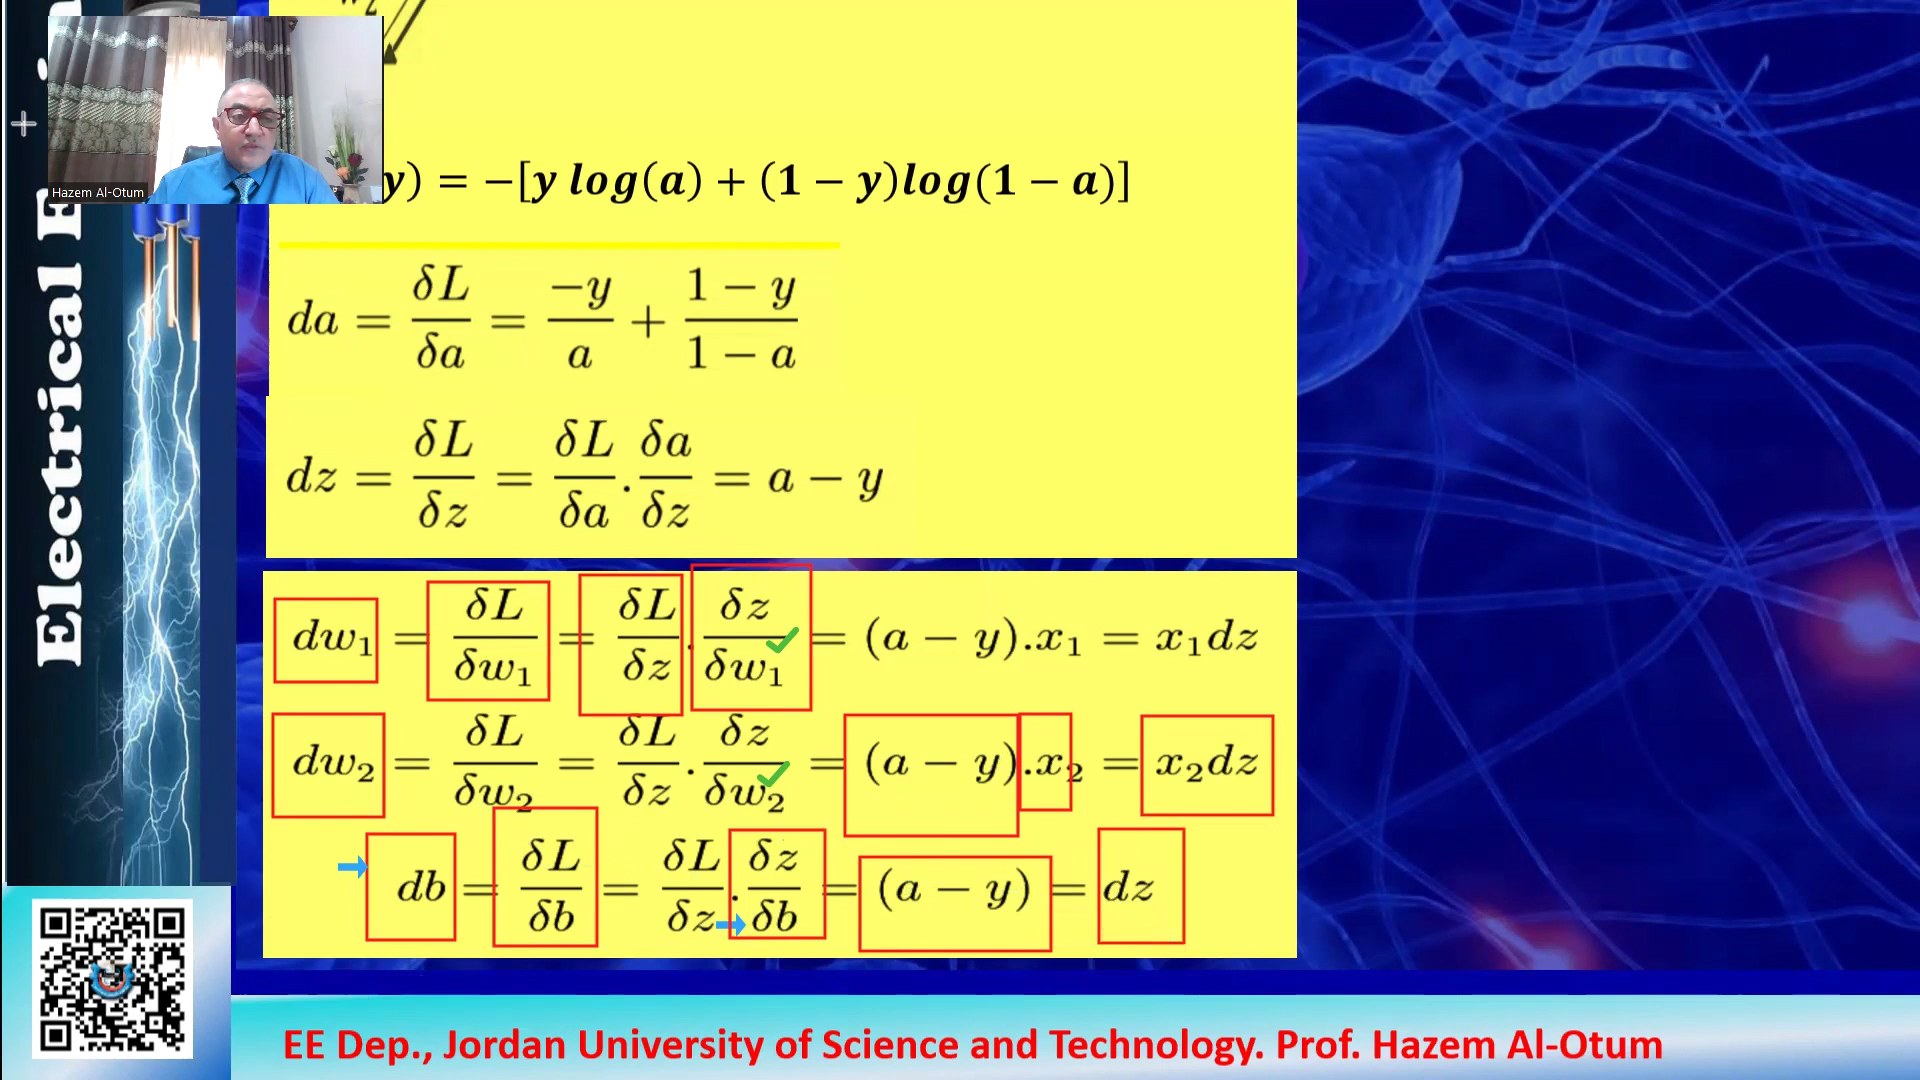 Hazem Al-Otum
Electrical E
y) = −[y log(a) + (1 − y)log(1 − a)]
da = δL/δa = −y/a + (1 − y)/(1 − a)
dz = δL/δz = δL/δa . δa/δz = a − y
dw₁ = δL/δw₁ = δL/δz . δz/δw₁ = (a − y).x₁ = x₁dz
dw₂ = δL/δw₂ = δL/δz . δz/δw₂ = (a − y).x₂ = x₂dz
db = δL/δb = δL/δz . δz/δb = (a − y) = dz
EE Dep., Jordan University of Science and Technology. Prof. Hazem Al-Otum